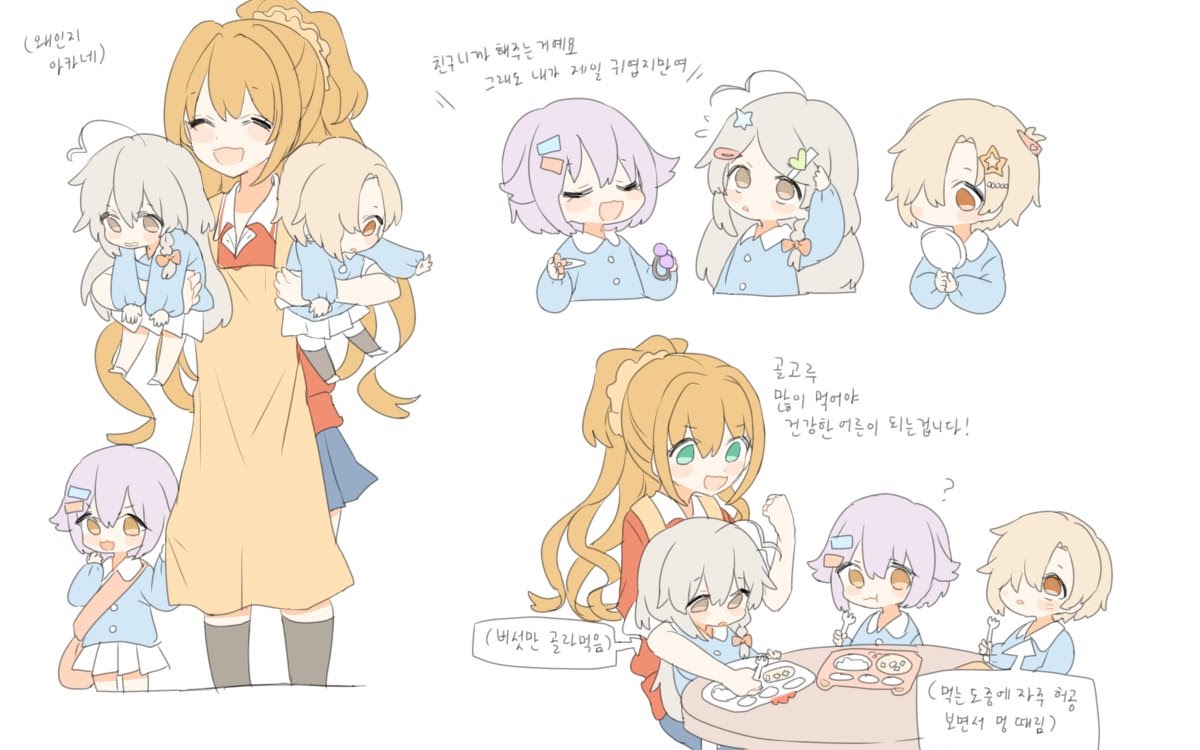 (왜인지
아카네)
친구니까 해주는거예요
그래도 내가 제일 귀엽지만여//
골고루
많이 먹어야
건강한 어른이 되는겁니다!
?
(버섯만 골라먹음)
(먹는 도중에 자주 허공
보면서 멍 때림)